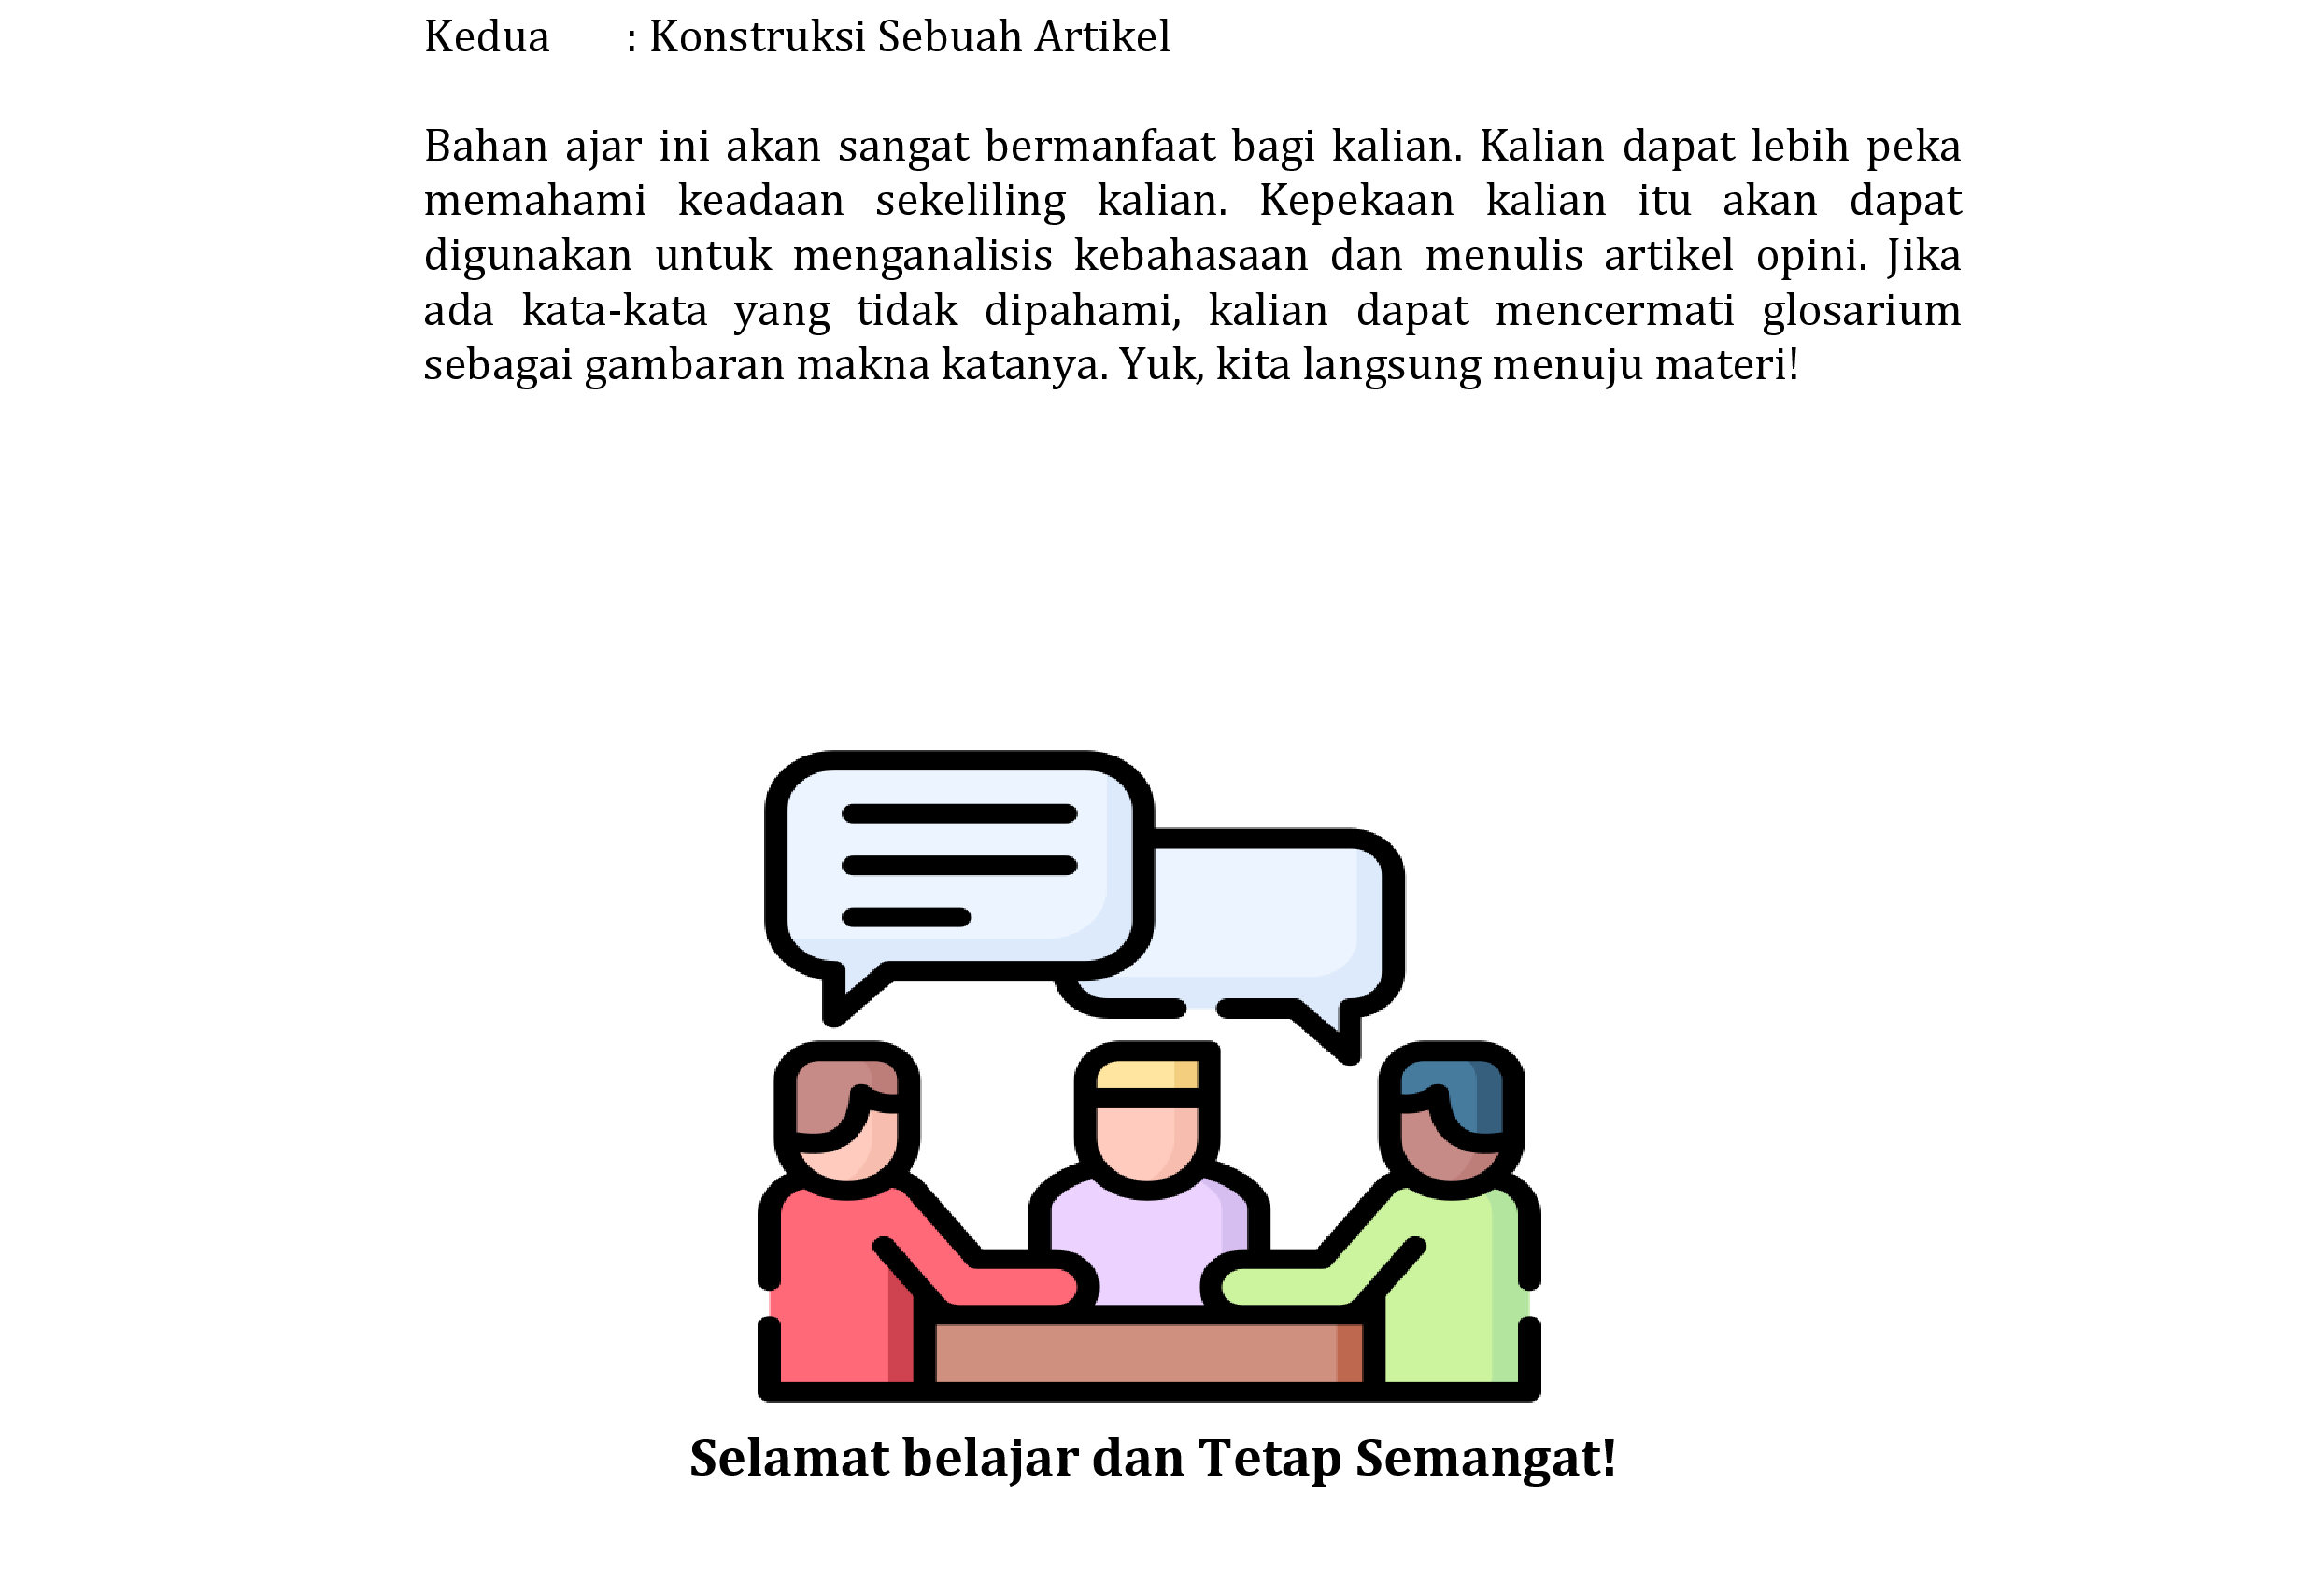 Kedua : Konstruksi Sebuah Artikel
Bahan ajar ini akan sangat bermanfaat bagi kalian. Kalian dapat lebih peka
memahami keadaan sekeliling kalian. Kepekaan kalian itu akan dapat
digunakan untuk menganalisis kebahasaan dan menulis artikel opini. Jika
ada kata-kata yang tidak dipahami, kalian dapat mencermati glosarium
sebagai gambaran makna katanya. Yuk, kita langsung menuju materi!
Selamat belajar dan Tetap Semangat!